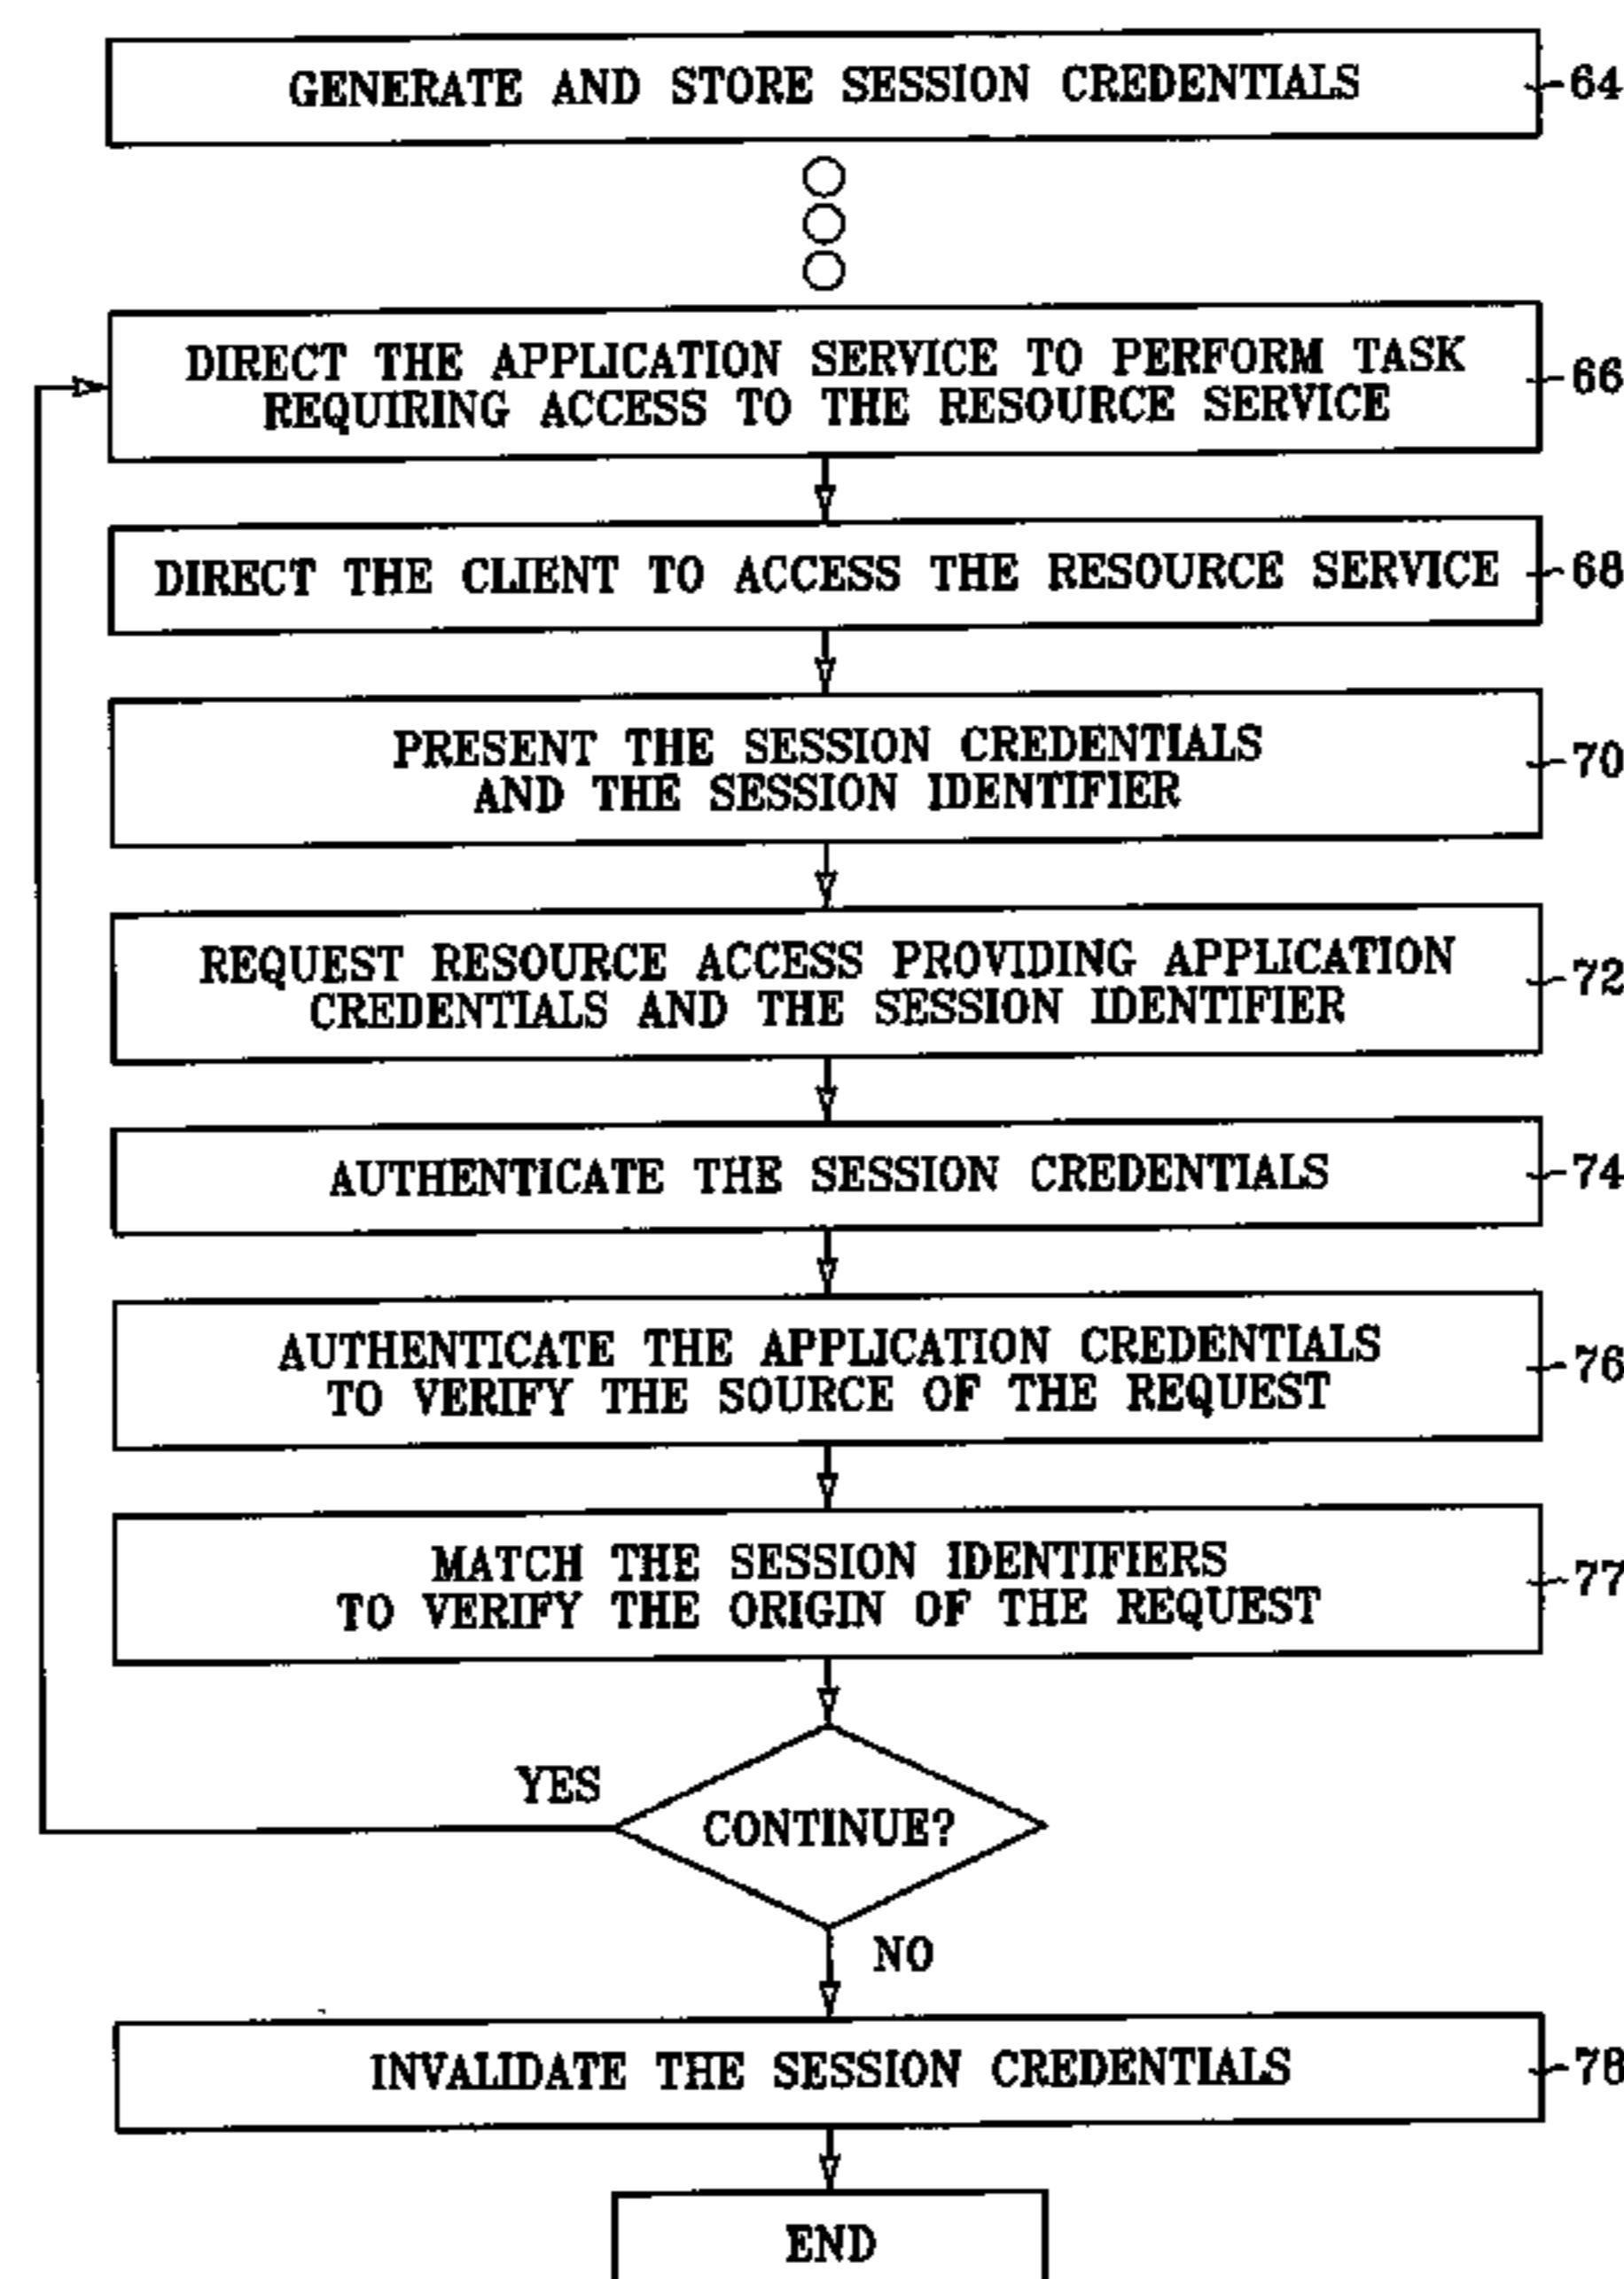 GENERATE AND STORE SESSION CREDENTIALS
64
DIRECT THE APPLICATION SERVICE TO PERFORM TASK
REQUIRING ACCESS TO THE RESOURCE SERVICE
66
DIRECT THE CLIENT TO ACCESS THE RESOURCE SERVICE
68
PRESENT THE SESSION CREDENTIALS
AND THE SESSION IDENTIFIER
70
REQUEST RESOURCE ACCESS PROVIDING APPLICATION
CREDENTIALS AND THE SESSION IDENTIFIER
72
AUTHENTICATE THE SESSION CREDENTIALS
74
AUTHENTICATE THE APPLICATION CREDENTIALS
TO VERIFY THE SOURCE OF THE REQUEST
76
MATCH THE SESSION IDENTIFIERS
TO VERIFY THE ORIGIN OF THE REQUEST
77
YES
CONTINUE?
NO
INVALIDATE THE SESSION CREDENTIALS
78
END